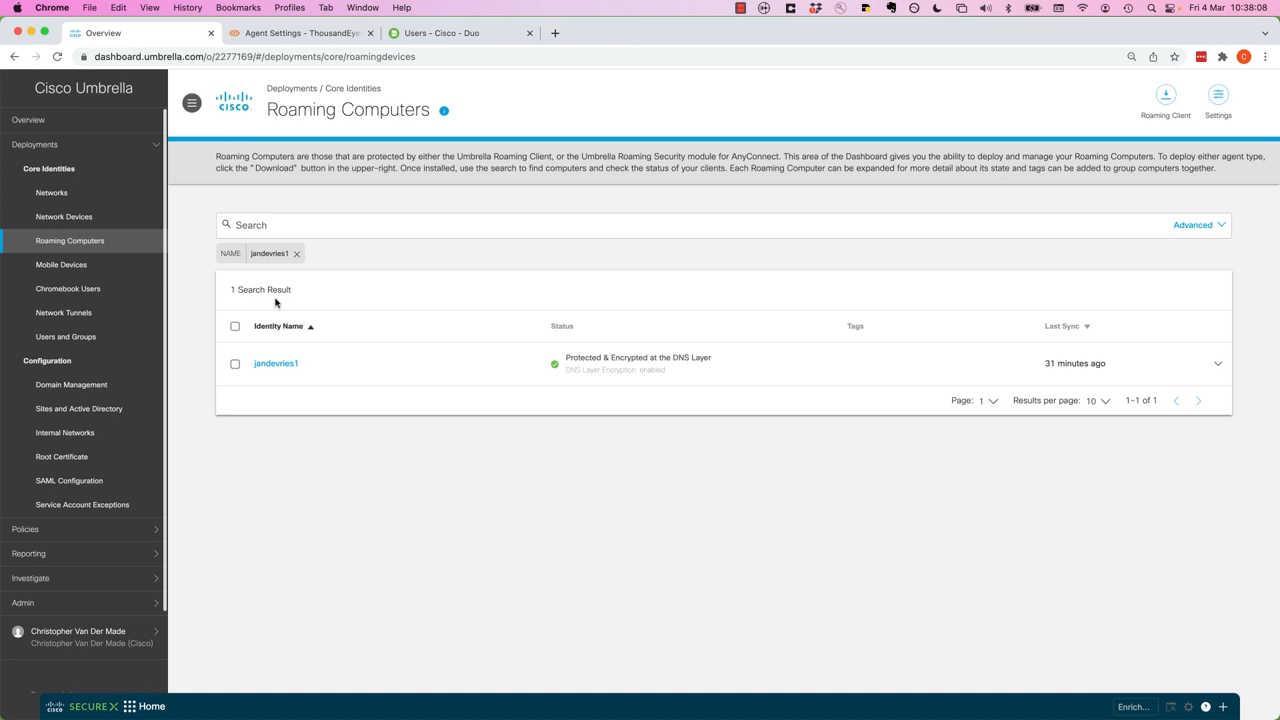 Chrome File Edit View History Bookmarks Profiles Tab Window Help
Fri 4 Mar 10:38:08
Overview
Agent Settings - ThousandEye
Users - Cisco - Duo
dashboard.umbrella.com/o/2277169/#/deployments/core/roamingdevices
C
Cisco Umbrella
Overview
Deployments
Core Identities
Networks
Network Devices
Roaming Computers
Mobile Devices
Chromebook Users
Network Tunnels
Users and Groups
Configuration
Domain Management
Sites and Active Directory
Internal Networks
Root Certificate
SAML Configuration
Service Account Exceptions
Policies
Reporting
Investigate
Admin
Christopher Van Der Made
Christopher Van Der Made (Cisco)
CISCO
Deployments / Core Identities
Roaming Computers
Roaming Client
Settings
Roaming Computers are those that are protected by either the Umbrella Roaming Client, or the Umbrella Roaming Security module for AnyConnect. This area of the Dashboard gives you the ability to deploy and manage your Roaming Computers. To deploy either agent type,
click the "Download" button in the upper-right. Once installed, use the search to find computers and check the status of your clients. Each Roaming Computer can be expanded for more detail about its state and tags can be added to group computers together.
Search
Advanced
NAME jandevries1
1 Search Result
Identity Name Status Tags Last Sync
jandevries1
Protected & Encrypted at the DNS Layer
DNS Layer Encryption: enabled
31 minutes ago
Page: 1 Results per page: 10 1-1 of 1
CISCO SECUREX Home
Enrich...